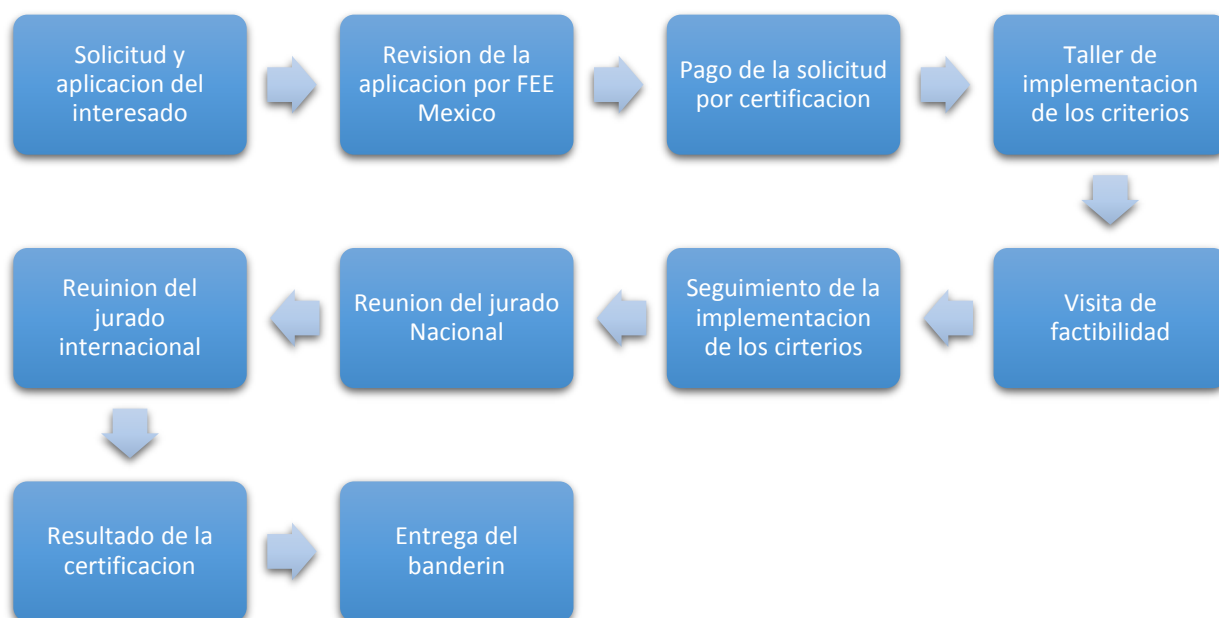 Solicitud y
aplicacion del
interesado
Revision de la
aplicacion por FEE
Mexico
Pago de la solicitud
por certificacion
Taller de
implementacion
de los criterios
Visita de
factibilidad
Seguimiento de la
implementacion
de los cirterios
Reunion del jurado
Nacional
Reuinion del
jurado
internacional
Resultado de la
certificacion
Entrega del
banderin